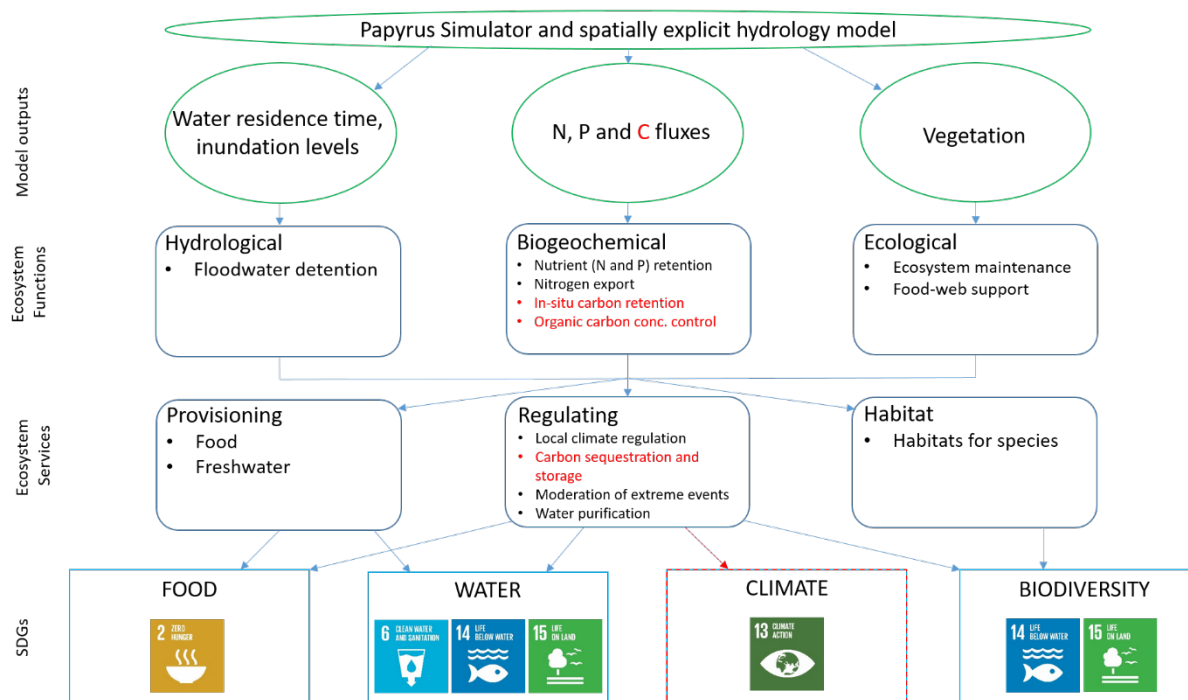 Papyrus Simulator and spatially explicit hydrology model
Model outputs
Water residence time,
inundation levels
N, P and C fluxes
Vegetation
Ecosystem
Functions
Hydrological
• Floodwater detention
Biogeochemical
• Nutrient (N and P) retention
• Nitrogen export
• In-situ carbon retention
• Organic carbon conc. control
Ecological
• Ecosystem maintenance
• Food-web support
Ecosystem
Services
Provisioning
• Food
• Freshwater
Regulating
• Local climate regulation
• Carbon sequestration and
storage
• Moderation of extreme events
• Water purification
Habitat
• Habitats for species
SDGs
FOOD
2 ZERO
HUNGER
WATER
6 CLEAN WATER
AND SANITATION
14 LIFE
BELOW WATER
15 LIFE
ON LAND
CLIMATE
13 CLIMATE
ACTION
BIODIVERSITY
14 LIFE
BELOW WATER
15 LIFE
ON LAND